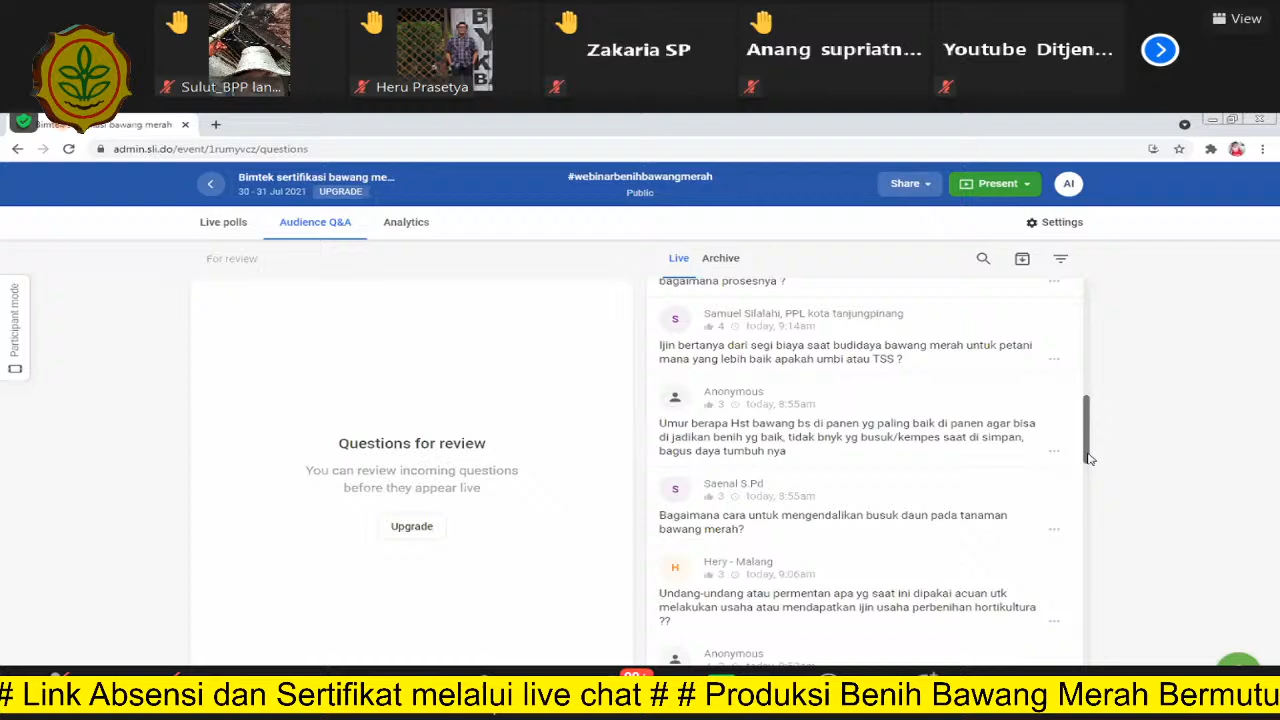 View
Sulut_BPP lan...
Heru Prasetya
Zakaria SP
Anang supriatn...
Youtube Ditjen...
asi bawang merah
admin.sli.do/event/1rumyvcz/questions
Bimtek sertifikasi bawang me...
30 - 31 Jul 2021 UPGRADE
#webinarbenihbawangmerah
Public
Share
Present
AI
Live polls
Audience Q&A
Analytics
Settings
Participant mode
For review
Live
Archive
Questions for review
You can review incoming questions
before they appear live
Upgrade
bagaimana prosesnya ?
S
Samuel Silalahi, PPL kota tanjungpinang
4 today, 9:14am
Ijin bertanya dari segi biaya saat budidaya bawang merah untuk petani
mana yang lebih baik apakah umbi atau TSS ?
Anonymous
3 today, 8:55am
Umur berapa Hst bawang bs di panen yg paling baik di panen agar bisa
di jadikan benih yg baik, tidak bnyk yg busuk/kempes saat di simpan,
bagus daya tumbuh nya
S
Saenal S.Pd
3 today, 8:55am
Bagaimana cara untuk mengendalikan busuk daun pada tanaman
bawang merah?
H
Hery - Malang
3 today, 9:06am
Undang-undang atau permentan apa yg saat ini dipakai acuan utk
melakukan usaha atau mendapatkan ijin usaha perbenihan hortikultura
??
Anonymous
# Link Absensi dan Sertifikat melalui live chat # # Produksi Benih Bawang Merah Bermutu